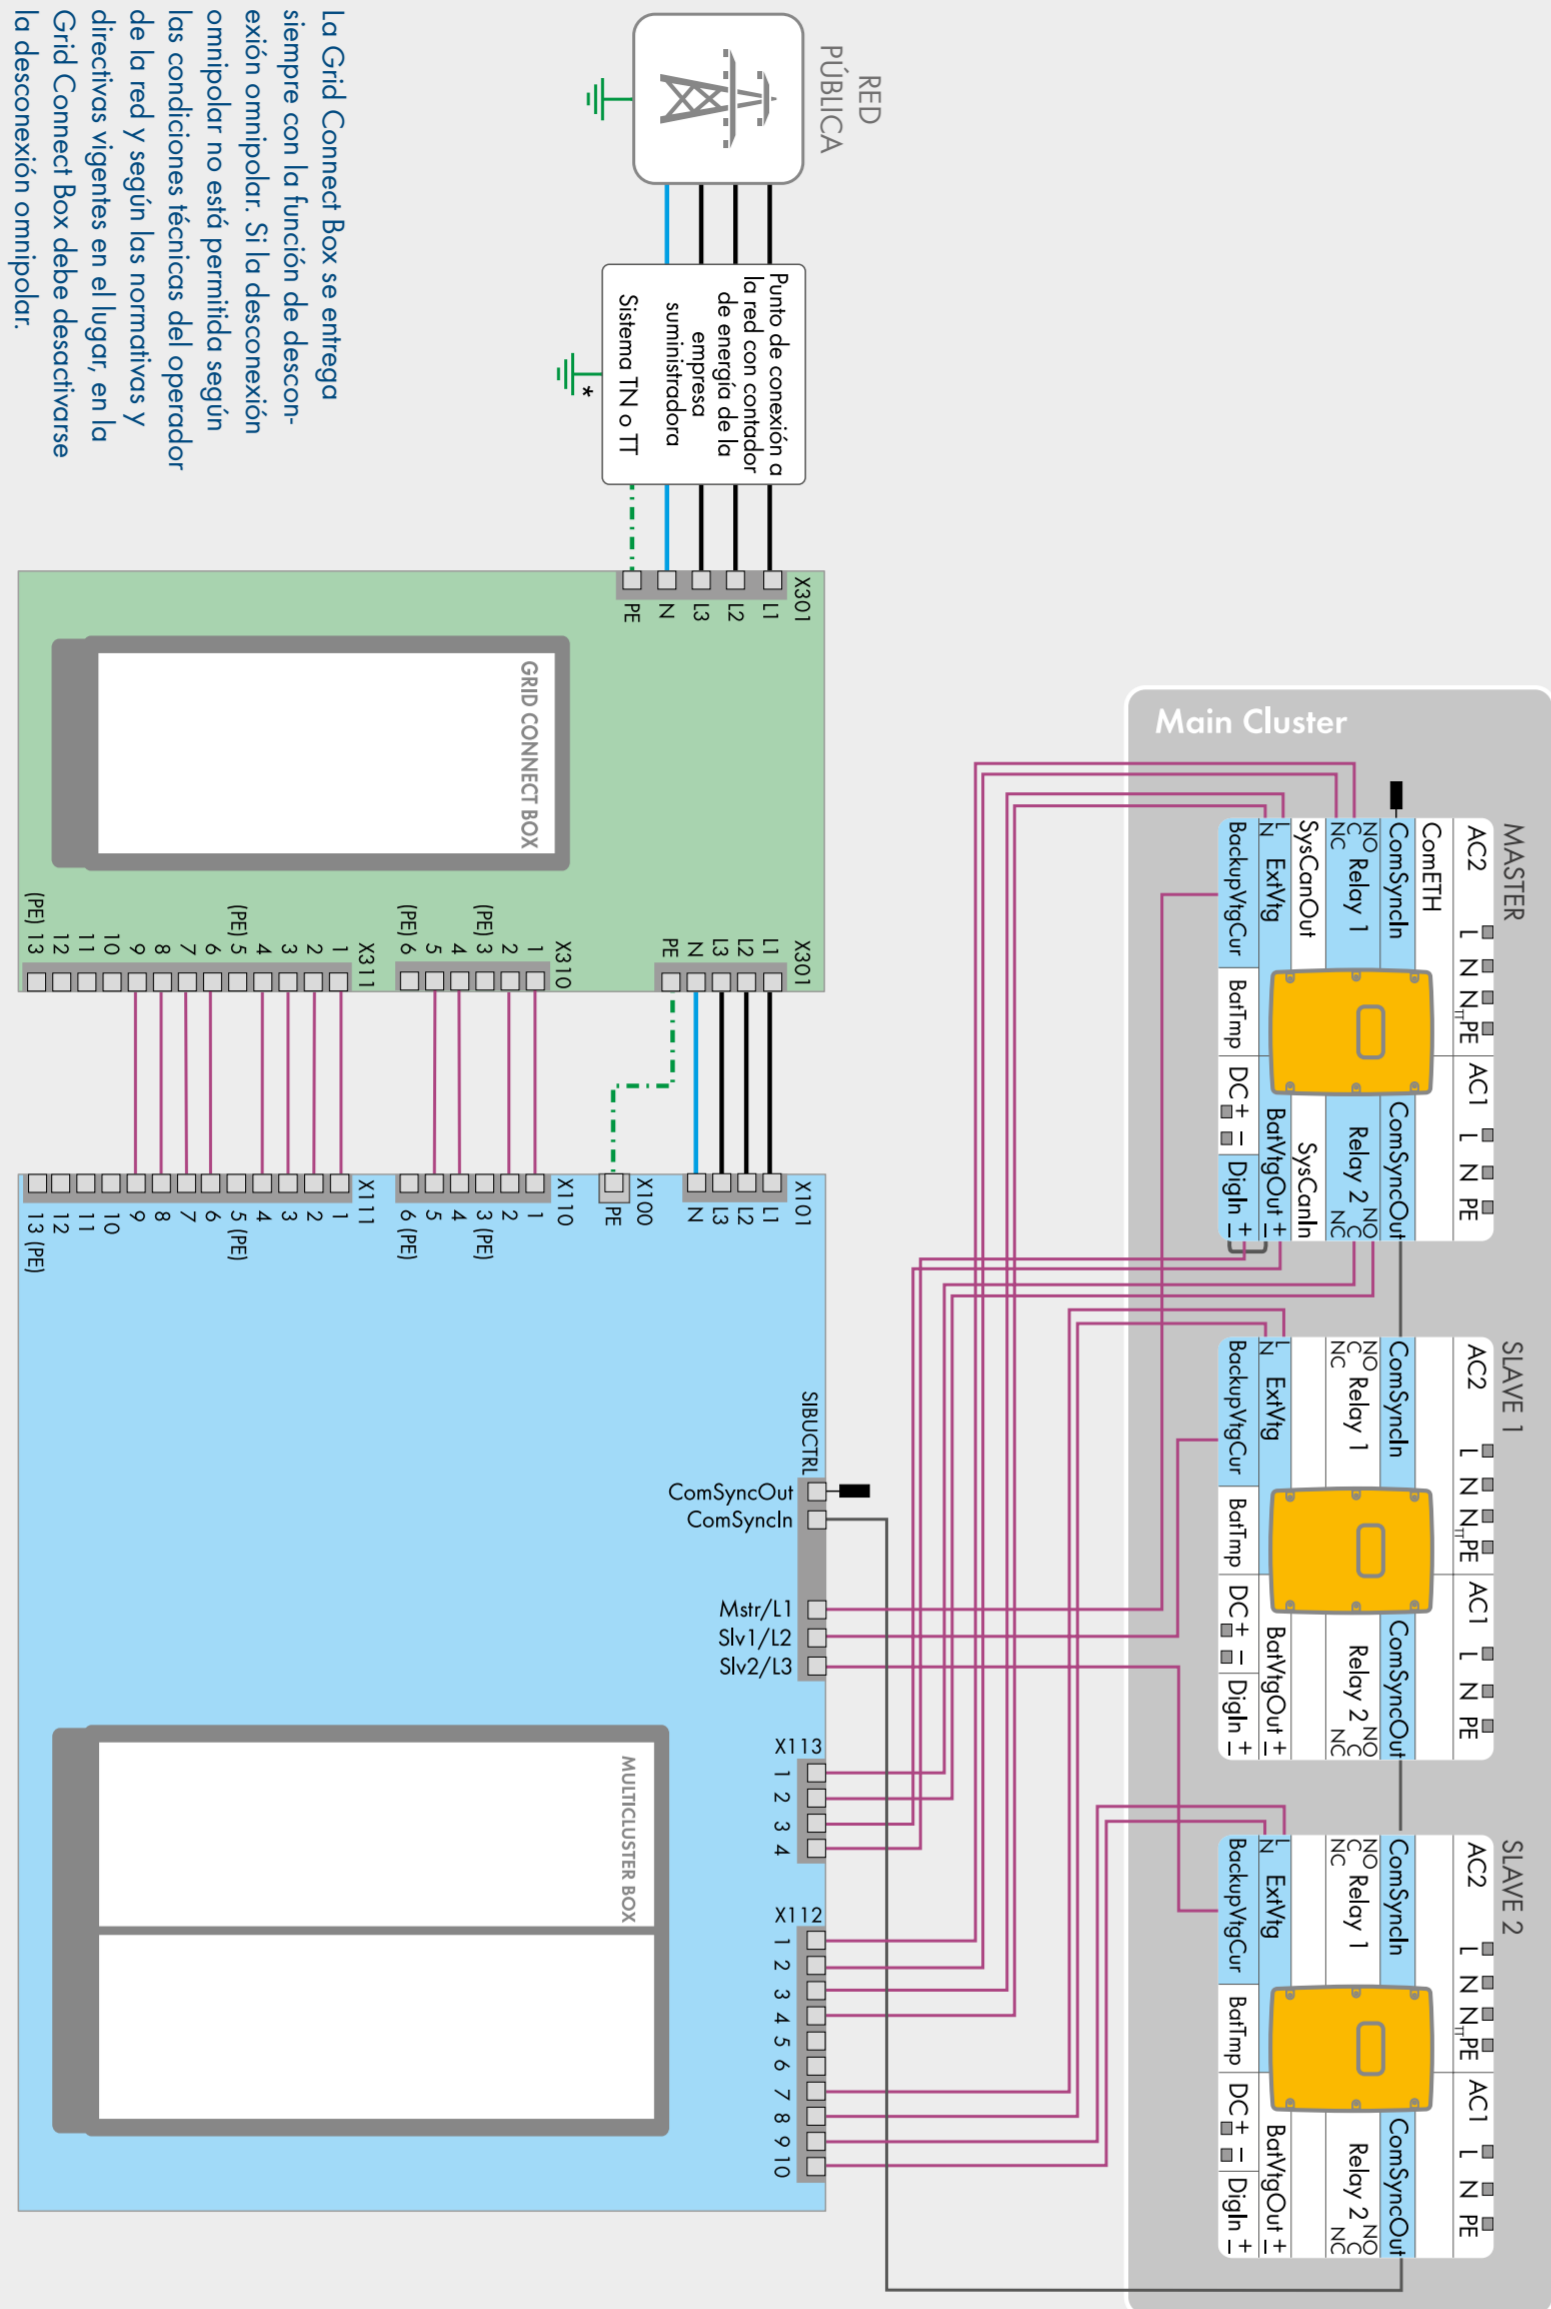 RED
PÚBLICA
Punto de conexión a
la red con contador
de energía de la
empresa
suministradora
Sistema TN o TT
*
La Grid Connect Box se entrega
siempre con la función de descon-
exión omnipolar. Si la desconexión
omnipolar no está permitida según
las condiciones técnicas del operador
de la red y según las normativas y
directivas vigentes en el lugar, en la
Grid Connect Box debe desactivarse
la desconexión omnipolar.
X301
L1
L2
L3
N
PE
GRID CONNECT BOX
X301
L1
L2
L3
N
PE
X310
1
2
(PE) 3
4
5
(PE) 6
X311
1
2
3
4
(PE) 5
6
7
8
9
10
11
12
(PE) 13
X101
L1
L2
L3
N
X100
PE
X110
1
2
3 (PE)
4
5
6 (PE)
X111
1
2
3
4
5 (PE)
6
7
8
9
10
11
12
13 (PE)
SIBUCTRL
ComSyncOut
ComSyncIn
Mstr/L1
Slv1/L2
Slv2/L3
X113
1
2
3
4
X112
1
2
3
4
5
6
7
8
9
10
MULTICLUSTER BOX
Main Cluster
MASTER
AC2 L N NTT PE AC1 L N PE
ComETH
ComSyncIn ComSyncOut
NO
C Relay 1
NC
Relay 2 NO
C
NC
SysCanOut SysCanIn
L
N ExtVtg
BatVtgOut + −
BackupVtgCur BatTmp DC + − DigIn + −
SLAVE 1
AC2 L N NTT PE AC1 L N PE
ComSyncIn ComSyncOut
NO
C Relay 1
NC
Relay 2 NO
C
NC
L
N ExtVtg
BatVtgOut + −
BackupVtgCur BatTmp DC + − DigIn + −
SLAVE 2
AC2 L N NTT PE AC1 L N PE
ComSyncIn ComSyncOut
NO
C Relay 1
NC
Relay 2 NO
C
NC
L
N ExtVtg
BatVtgOut + −
BackupVtgCur BatTmp DC + − DigIn + −